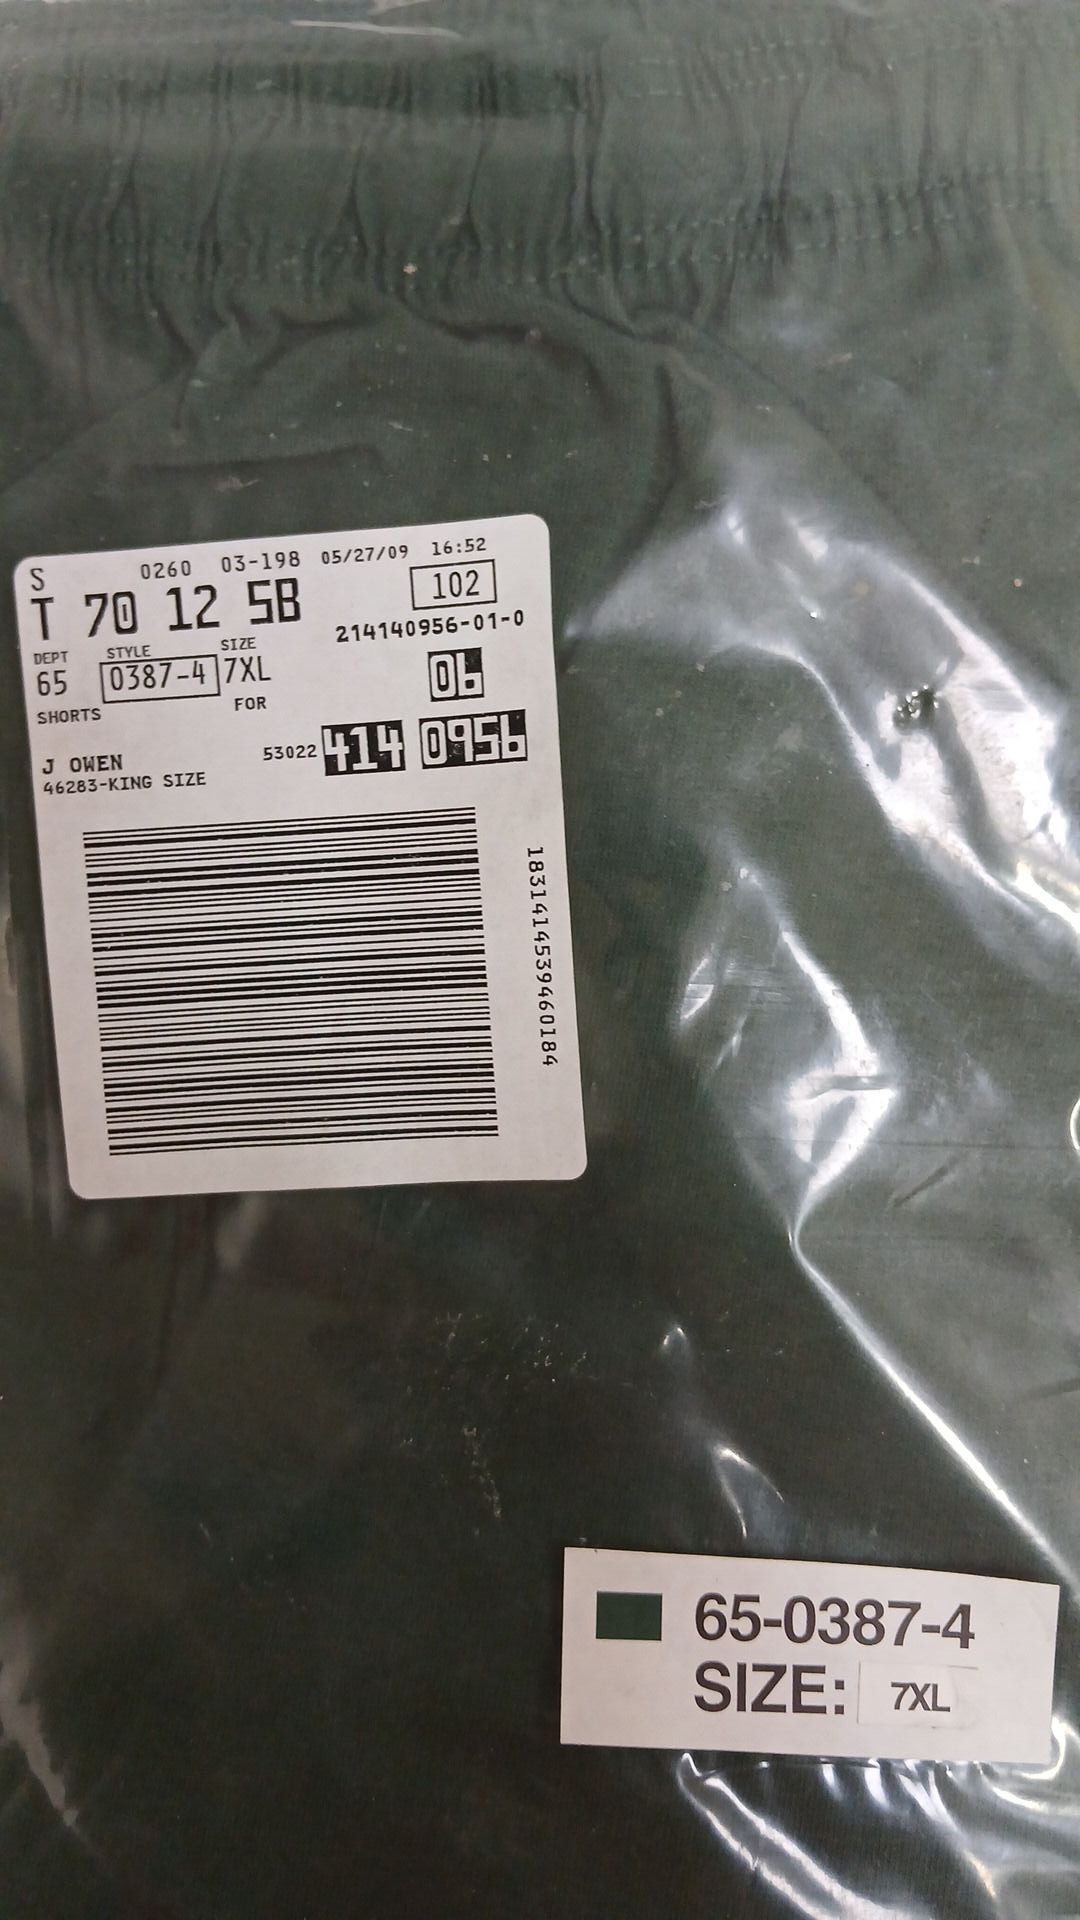 S 0260 03-198 05/27/09 16:52
T 70 12 SB 102
214140956-01-0
DEPT STYLE SIZE
65 0387-4 7XL 06
SHORTS FOR
J OWEN 53022 414 0956
46283-KING SIZE
1831414539460184
65-0387-4
SIZE: 7XL